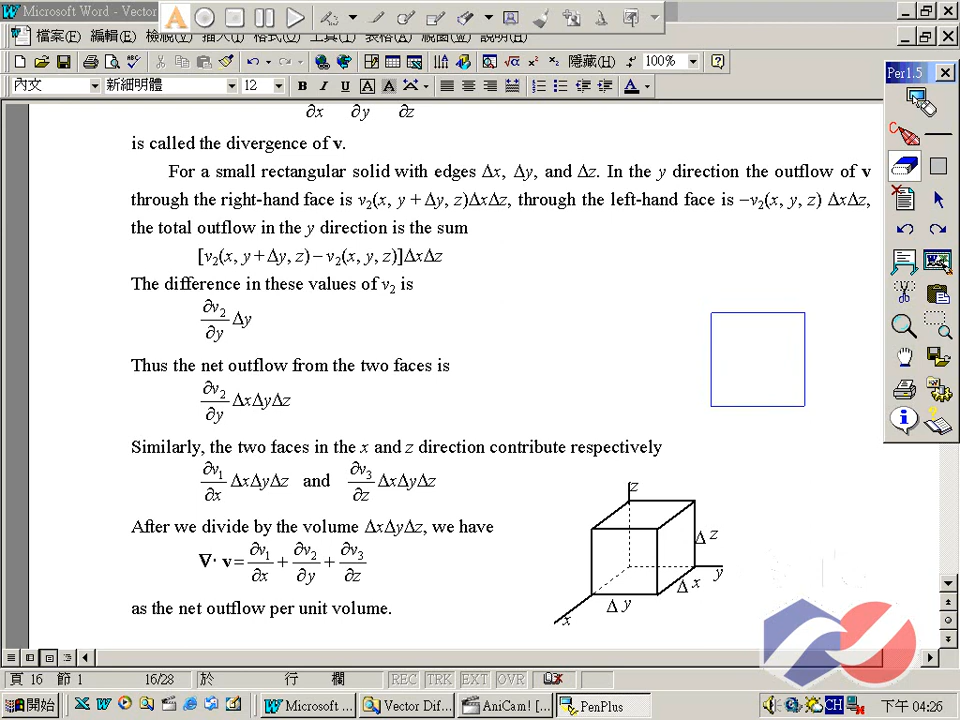 Microsoft Word - Vector
檔案(F) 編輯(E) 檢視(V) 插入(I) 格式(O) 工具(T) 表格(A) 視窗(W) 說明(H)
隱藏(H) 100%
內文 新細明體 12 B I U A A A
Per1.5
∂x ∂y ∂z
is called the divergence of v.
For a small rectangular solid with edges Δx, Δy, and Δz. In the y direction the outflow of v
through the right-hand face is v₂(x, y + Δy, z)ΔxΔz, through the left-hand face is −v₂(x, y, z) ΔxΔz,
the total outflow in the y direction is the sum
[v₂(x, y + Δy, z) − v₂(x, y, z)]ΔxΔz
The difference in these values of v₂ is
∂v₂/∂y Δy
Thus the net outflow from the two faces is
∂v₂/∂y ΔxΔyΔz
Similarly, the two faces in the x and z direction contribute respectively
∂v₁/∂x ΔxΔyΔz and ∂v₃/∂z ΔxΔyΔz
After we divide by the volume ΔxΔyΔz, we have
∇· v = ∂v₁/∂x + ∂v₂/∂y + ∂v₃/∂z
as the net outflow per unit volume.
z
Δ z
y
Δ x
Δ y
x
頁 16 節 1 16/28 於 行 欄 REC TRK EXT OVR
開始 Microsoft ... Vector Dif... AniCam! [... PenPlus CH 下午 04:26